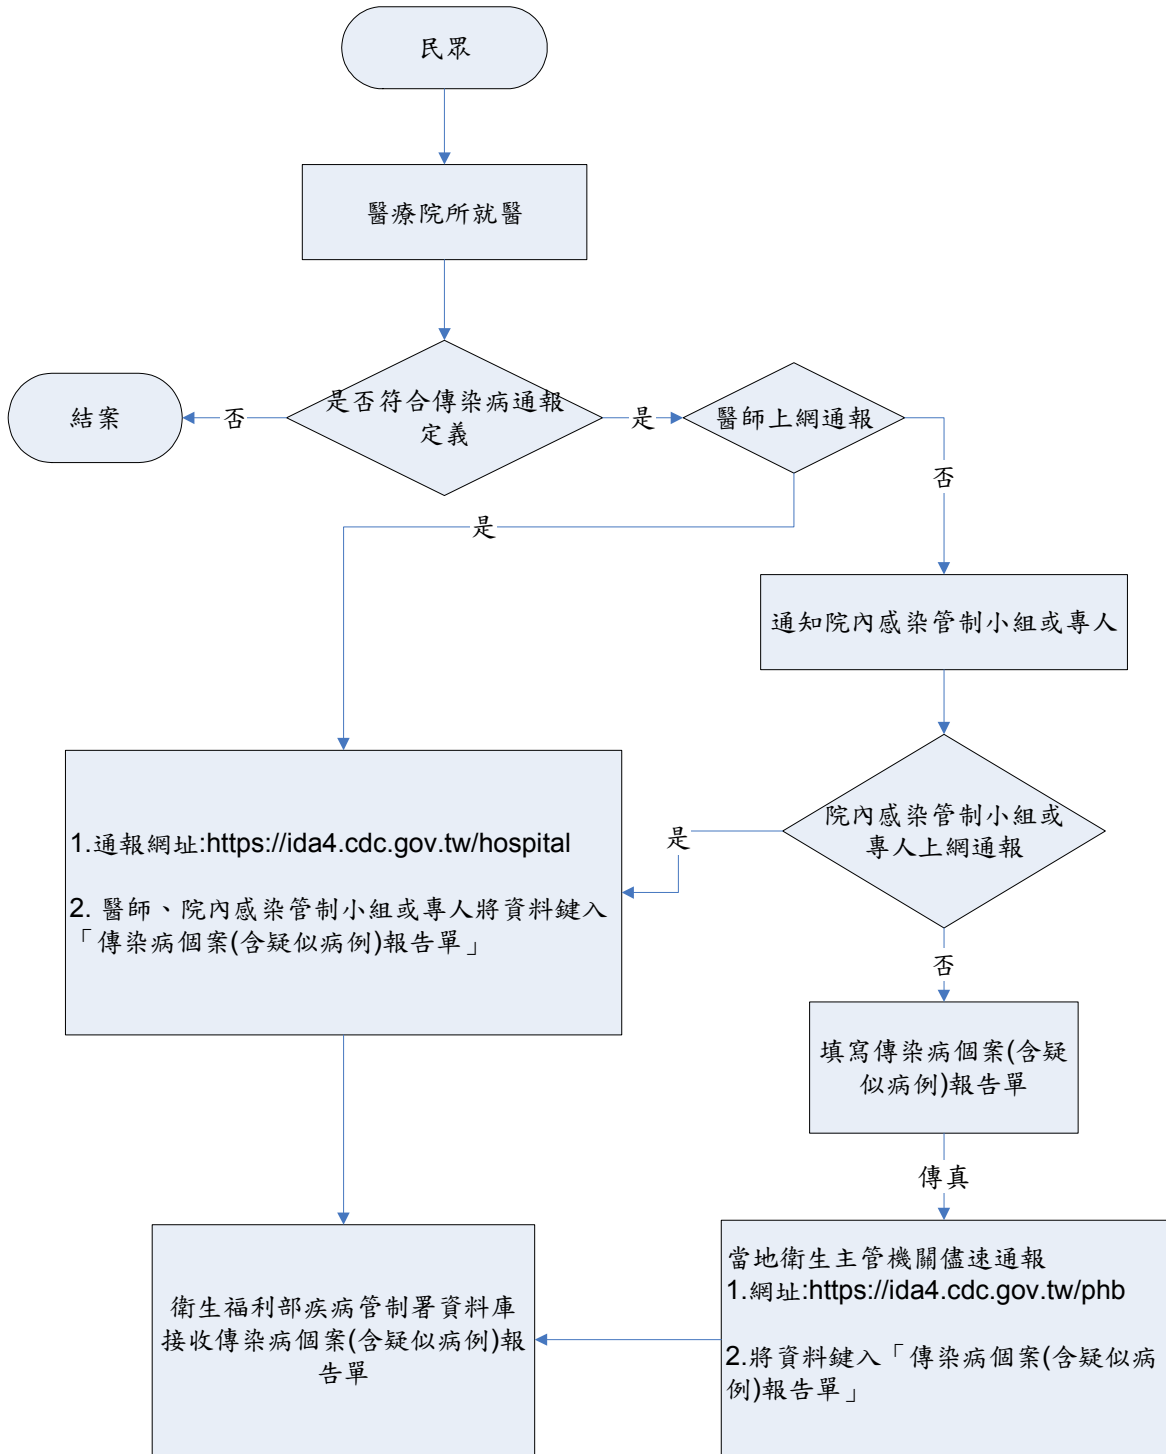 民眾
醫療院所就醫
是否符合傳染病通報
定義
否
結案
是
醫師上網通報
否
是
通知院內感染管制小組或專人
院內感染管制小組或
專人上網通報
是
1.通報網址:https://ida4.cdc.gov.tw/hospital
2. 醫師、院內感染管制小組或專人將資料鍵入
「傳染病個案(含疑似病例)報告單」
否
填寫傳染病個案(含疑
似病例)報告單
傳真
當地衛生主管機關儘速通報
1.網址:https://ida4.cdc.gov.tw/phb
2.將資料鍵入「傳染病個案(含疑似病
例)報告單」
衛生福利部疾病管制署資料庫
接收傳染病個案(含疑似病例)報
告單